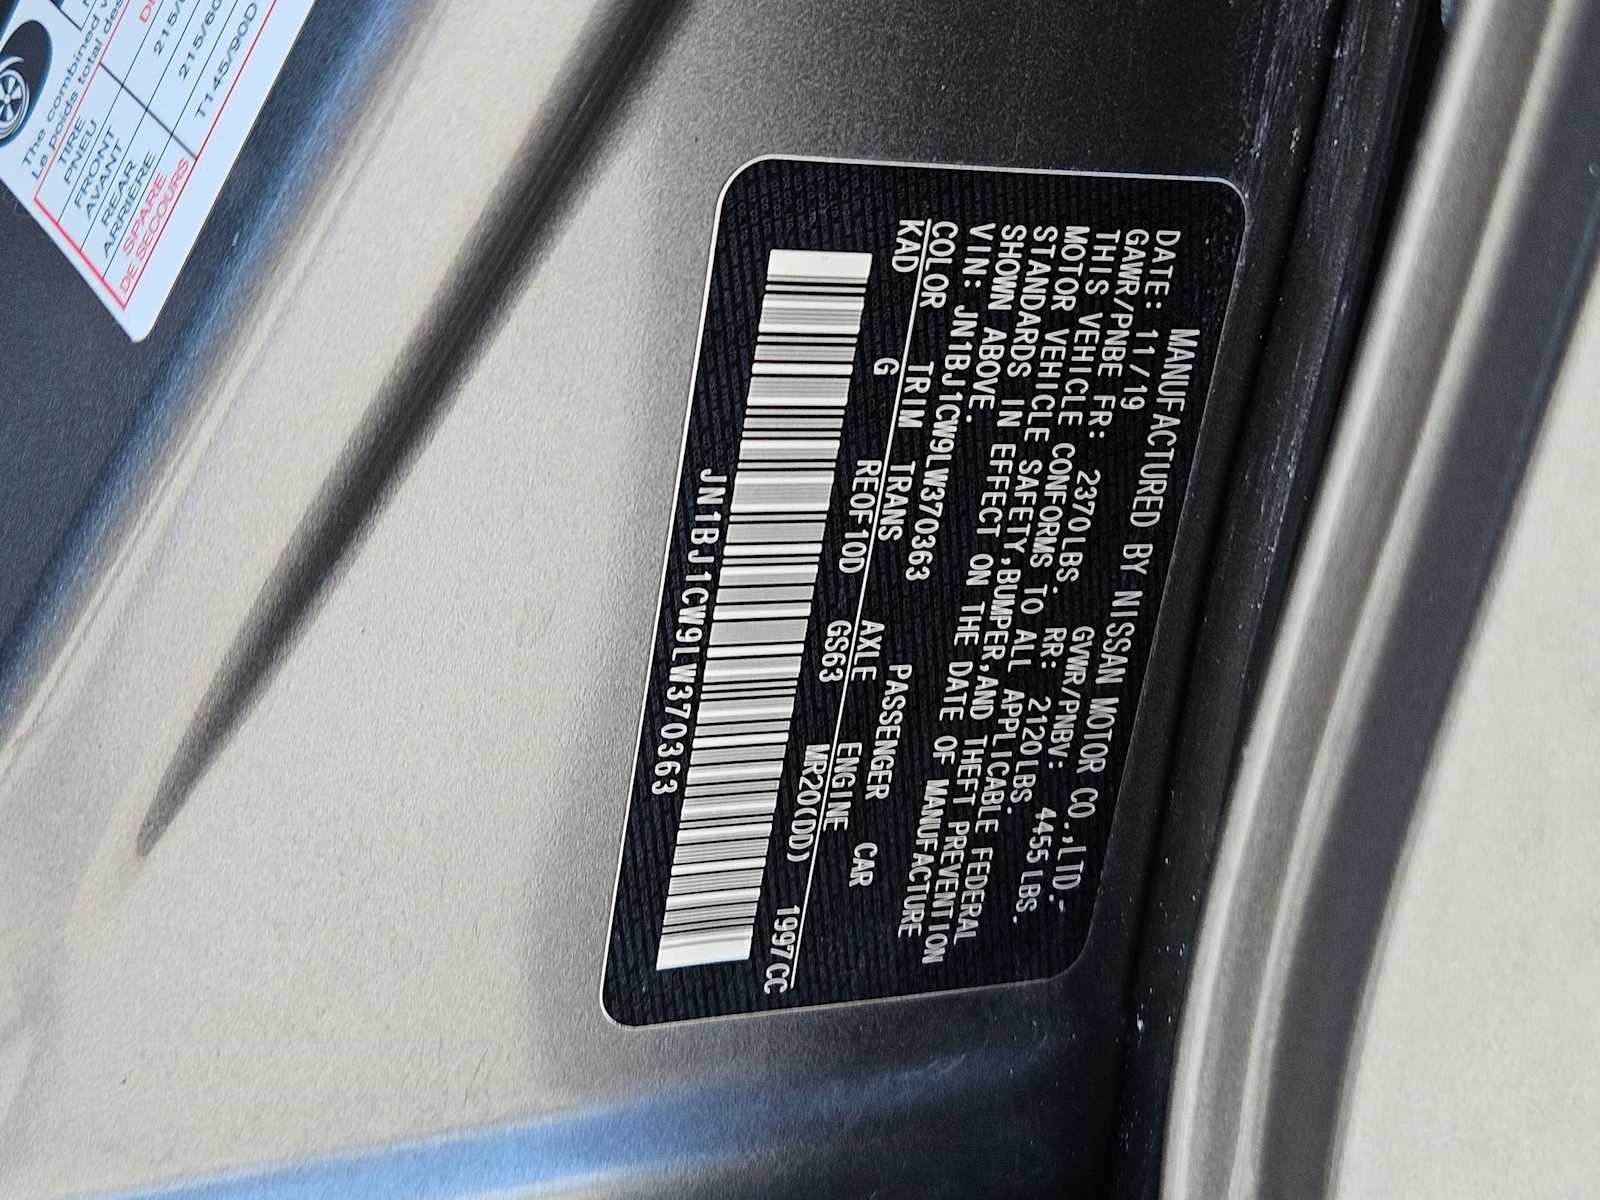 MANUFACTURED BY NISSAN MOTOR CO.,LTD.
DATE: 11/19 GVWR/PNBV: 4455LBS.
GAWR/PNBE FR: 2370LBS. RR: 2120LBS.
THIS VEHICLE CONFORMS TO ALL APPLICABLE FEDERAL
MOTOR VEHICLE SAFETY,BUMPER,AND THEFT PREVENTION
STANDARDS IN EFFECT ON THE DATE OF MANUFACTURE
SHOWN ABOVE.
VIN: JN1BJ1CW9LW370363 PASSENGER CAR
COLOR TRIM TRANS AXLE ENGINE 1997CC
KAD G RE0F10D GS63 MR20(DD)
JN1BJ1CW9LW370363
The combined
Le poids total
TIRE
PNEU
FRONT
AVANT
REAR
ARRIÈRE
215/60
SPARE
DE SECOURS
T145/90D